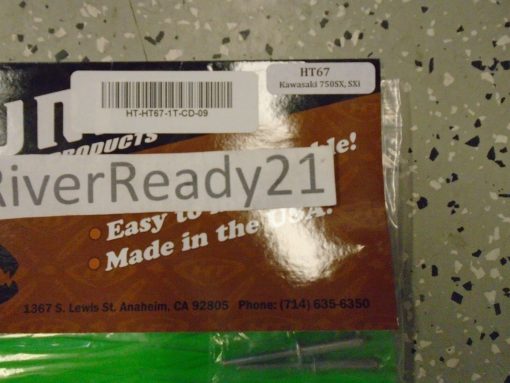 HT67
Kawasaki 750SX, SXi
HT-HT67-1T-CD-09
PRODUCTS
RiverReady21
Easy to
Made in the USA!
1367 S. Lewis St. Anaheim, CA 92805 Phone: (714) 635-6350